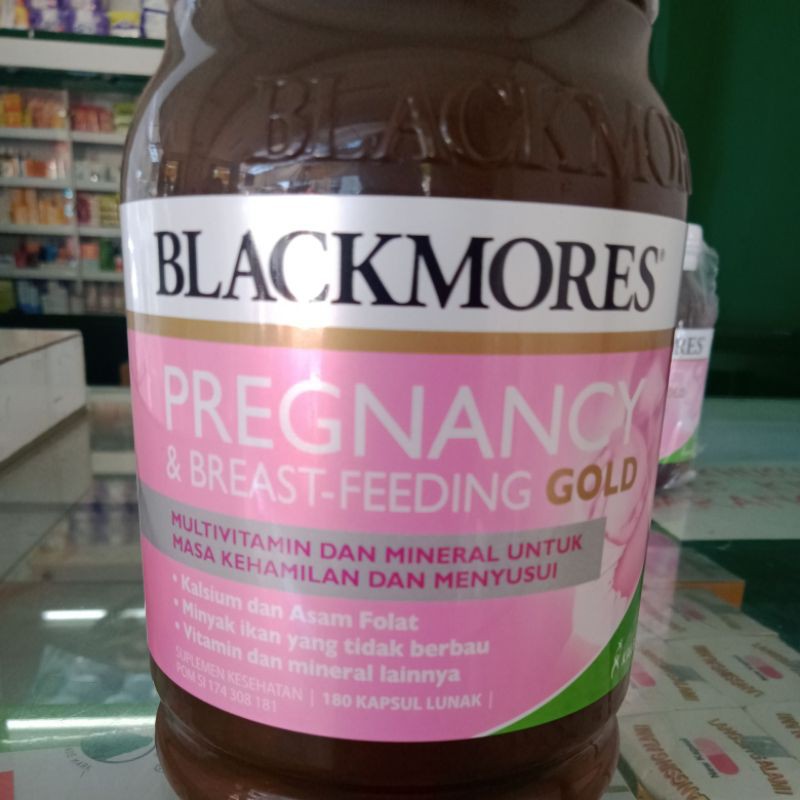 BLACKMORES
BLACKMORES®
PREGNANCY
& BREAST-FEEDING GOLD
MULTIVITAMIN DAN MINERAL UNTUK
MASA KEHAMILAN DAN MENYUSUI
• Kalsium dan Asam Folat
• Minyak ikan yang tidak berbau
• Vitamin dan mineral lainnya
SUPLEMEN KESEHATAN | 180 KAPSUL LUNAK |
POM SI 174 308 181